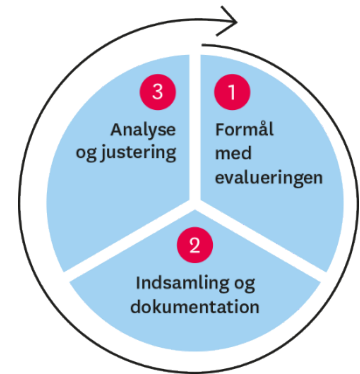 1
Formål
med
evalueringen
2
Indsamling og
dokumentation
3
Analyse
og justering